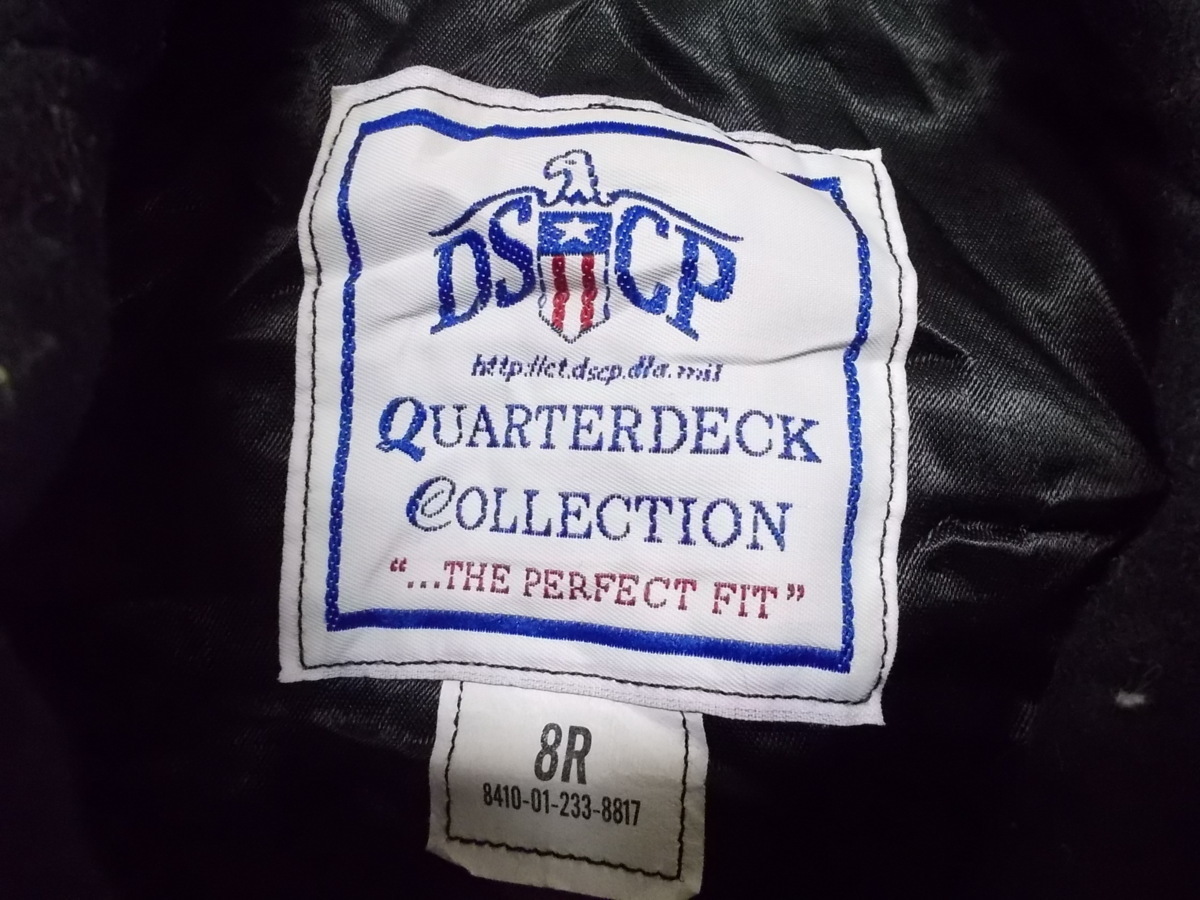 DSCP
http://ct.dscp.dla.mil
QUARTERDECK
COLLECTION
"...THE PERFECT FIT"
8R
8410-01-233-8817